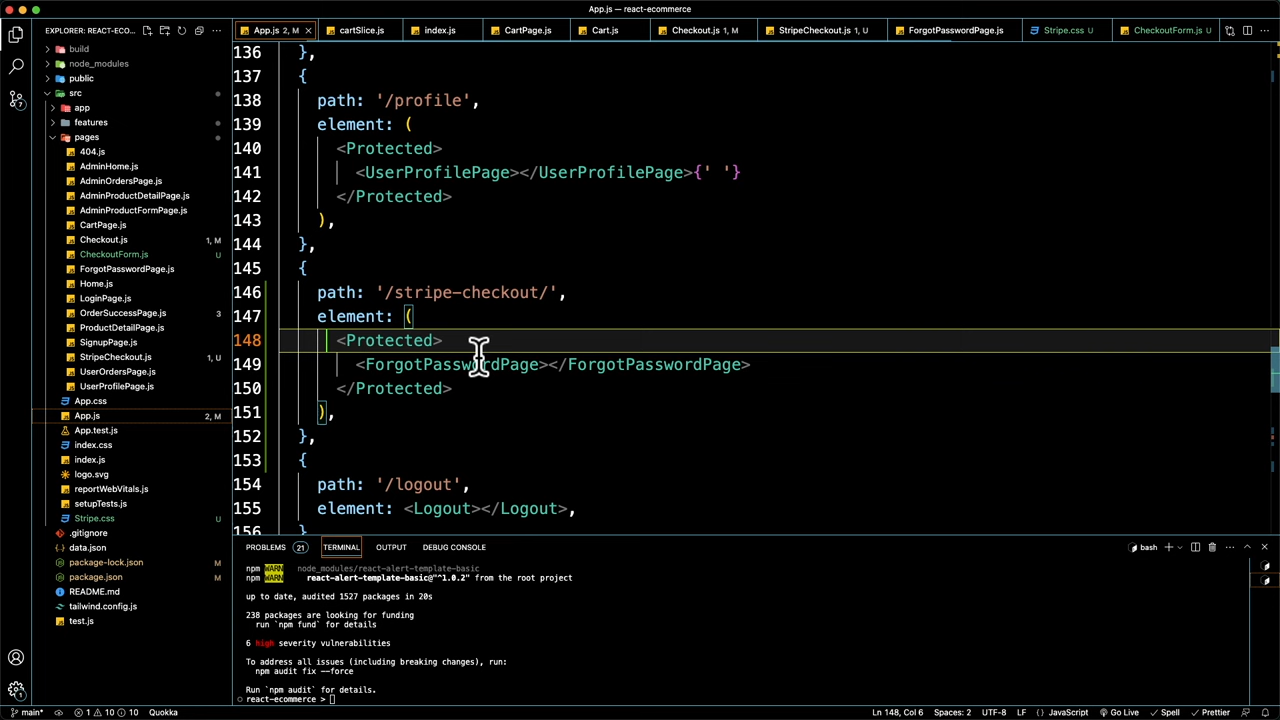 App.js — react-ecommerce
EXPLORER: REACT-ECO...
App.js 2, M
cartSlice.js
index.js
CartPage.js
Cart.js
Checkout.js 1, M
StripeCheckout.js 1, U
ForgotPasswordPage.js
Stripe.css U
CheckoutForm.js U
build
node_modules
public
src
app
features
pages
404.js
AdminHome.js
AdminOrdersPage.js
AdminProductDetailPage.js
AdminProductFormPage.js
CartPage.js
Checkout.js 1, M
CheckoutForm.js U
ForgotPasswordPage.js
Home.js
LoginPage.js
OrderSuccessPage.js 3
ProductDetailPage.js
SignupPage.js
StripeCheckout.js 1, U
UserOrdersPage.js
UserProfilePage.js
App.css
App.js 2, M
App.test.js
index.css
index.js
logo.svg
reportWebVitals.js
setupTests.js
Stripe.css U
.gitignore
data.json
package-lock.json M
package.json M
README.md
tailwind.config.js
test.js
136 },
137 {
138 path: '/profile',
139 element: (
140 <Protected>
141 <UserProfilePage></UserProfilePage>{' '}
142 </Protected>
143 ),
144 },
145 {
146 path: '/stripe-checkout/',
147 element: (
148 <Protected>
149 <ForgotPasswordPage></ForgotPasswordPage>
150 </Protected>
151 ),
152 },
153 {
154 path: '/logout',
155 element: <Logout></Logout>,
156 }
PROBLEMS 21 TERMINAL OUTPUT DEBUG CONSOLE
bash
npm WARN node_modules/react-alert-template-basic
npm WARN react-alert-template-basic@"^1.0.2" from the root project
up to date, audited 1527 packages in 20s
238 packages are looking for funding
run `npm fund` for details
6 high severity vulnerabilities
To address all issues (including breaking changes), run:
npm audit fix --force
Run `npm audit` for details.
react-ecommerce >
main* 1 10 10 Quokka
Ln 148, Col 6 Spaces: 2 UTF-8 LF {} JavaScript Go Live Spell Prettier